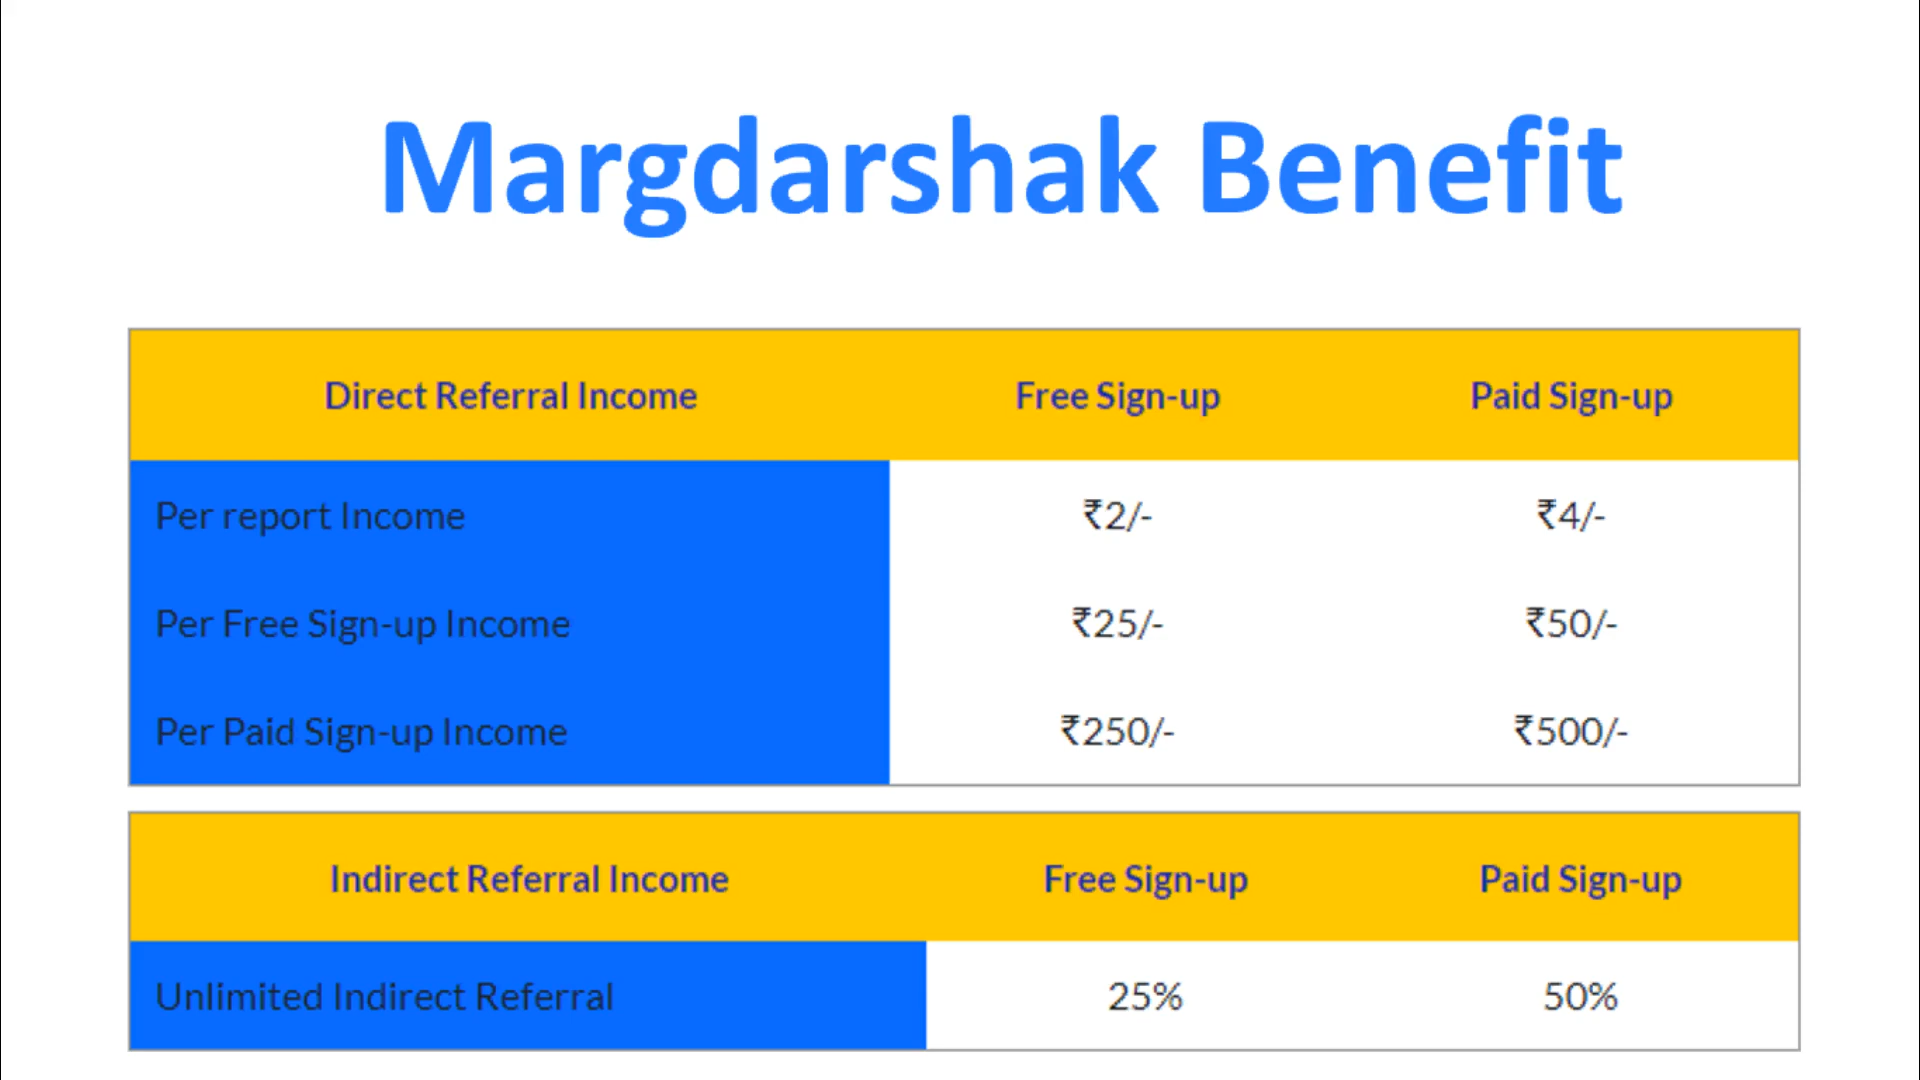 Margdarshak Benefit
Direct Referral Income Free Sign-up Paid Sign-up
Per report Income ₹2/- ₹4/-
Per Free Sign-up Income ₹25/- ₹50/-
Per Paid Sign-up Income ₹250/- ₹500/-
Indirect Referral Income Free Sign-up Paid Sign-up
Unlimited Indirect Referral 25% 50%